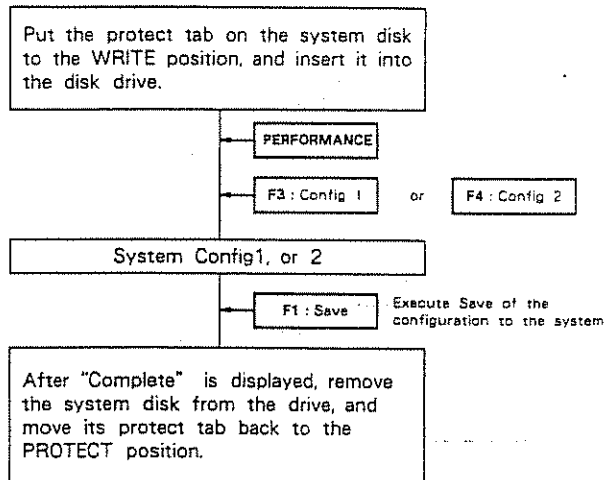 Put the protect tab on the system disk
to the WRITE position, and insert it into
the disk drive.
PERFORMANCE
F3 : Config 1 or F4 : Config 2
System Config1, or 2
F1 : Save
Execute Save of the
configuration to the system
After "Complete" is displayed, remove
the system disk from the drive, and
move its protect tab back to the
PROTECT position.